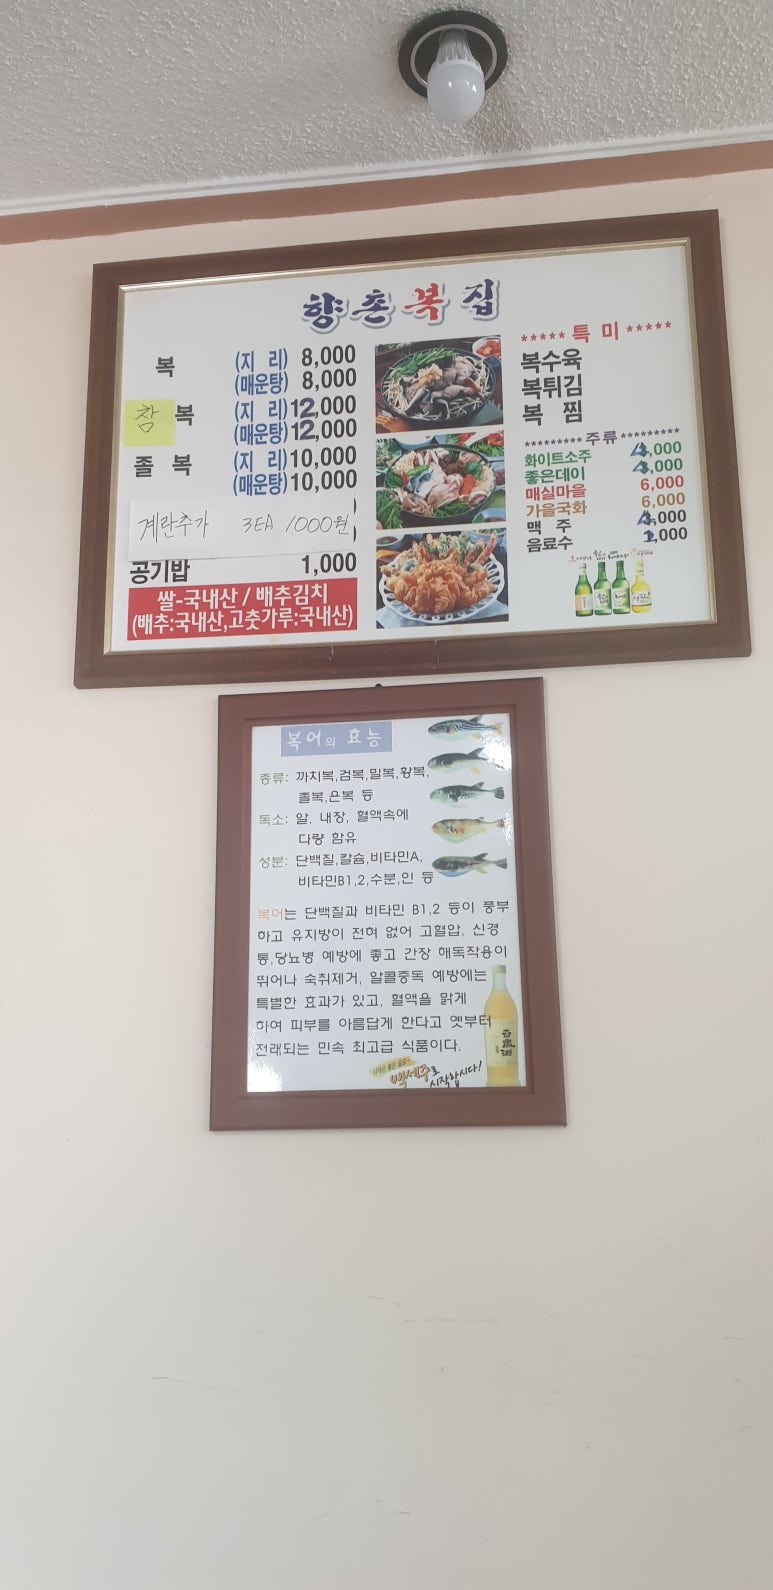 향촌복집
복 (지 리) 8,000
(매운탕) 8,000
참 복 (지 리) 12,000
(매운탕) 12,000
졸 복 (지 리) 10,000
(매운탕) 10,000
계란추가 3EA 1000원
공기밥 1,000
쌀-국내산 / 배추김치
(배추:국내산,고춧가루:국내산)
***** 특 미 *****
복수육
복튀김
복 찜
********* 주류 *********
화이트소주 4,000
좋은데이 4,000
매실마을 6,000
가을국화 6,000
맥 주 4,000
음료수 2,000
복어의 효능
종류: 까치복,검복,밀복,황복,
졸복,은복 등
독소: 알, 내장, 혈액속에
다량 함유
성분: 단백질,칼슘,비타민A,
비타민B1,2,수분,인 등
복어는 단백질과 비타민 B1,2 등이 풍부
하고 유지방이 전혀 없어 고혈압, 신경
통,당뇨병 예방에 좋고 간장 해독작용이
뛰어나 숙취제거, 알콜중독 예방에는
특별한 효과가 있고, 혈액을 맑게
하여 피부를 아름답게 한다고 옛부터
전래되는 민속 최고급 식품이다.
백세주로
시작합시다!